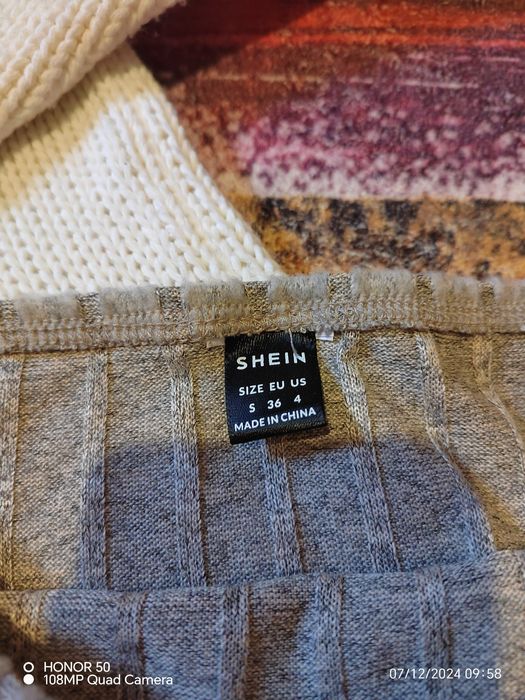 SHEIN
SIZE EU US
S 36 4
MADE IN CHINA
HONOR 50
108MP Quad Camera
07/12/2024 09:58